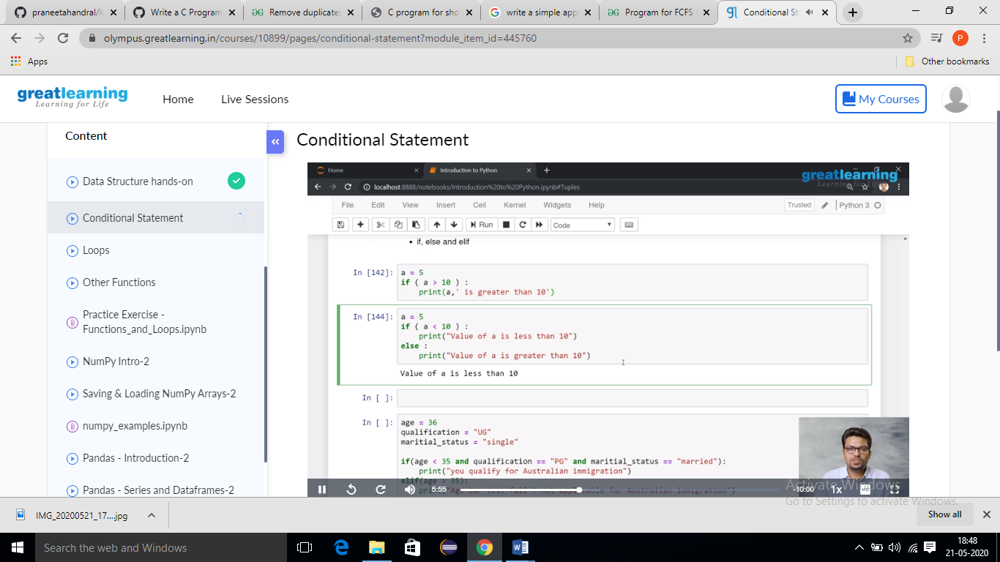 praneetahandral/lo
Write a C Program
Remove duplicates
C program for sho
write a simple app
Program for FCFS
Conditional St
olympus.greatlearning.in/courses/10899/pages/conditional-statement?module_item_id=445760
P
Apps
Other bookmarks
greatlearning
Learning for Life
Home
Live Sessions
My Courses
Content
Data Structure hands-on
Conditional Statement
Loops
Other Functions
Practice Exercise -
Functions_and_Loops.ipynb
NumPy Intro-2
Saving & Loading NumPy Arrays-2
numpy_examples.ipynb
Pandas - Introduction-2
Pandas - Series and Dataframes-2
Conditional Statement
Home
Introduction to Python
greatlearning
Learning for Life
localhost:8888/notebooks/Introduction%20to%20Python.ipynb#Tuples
File Edit View Insert Cell Kernel Widgets Help
Trusted
Python 3
Run
Code
• if, else and elif
In [142]:
a = 5
if ( a > 10 ) :
print(a,' is greater than 10')
In [144]:
a = 5
if ( a < 10 ) :
print("Value of a is less than 10")
else :
print("Value of a is greater than 10")
Value of a is less than 10
In [ ]:
In [ ]:
age = 36
qualification = "UG"
maritial_status = "single"
if(age < 35 and qualification == "PG" and maritial_status == "married"):
print("you qualify for Australian immigration")
elif(age > 35):
5:55
-10:00
1x
Activate Windows
Go to Settings to activate Windows.
IMG_20200521_17....jpg
Show all
Search the web and Windows
18:48
21-05-2020